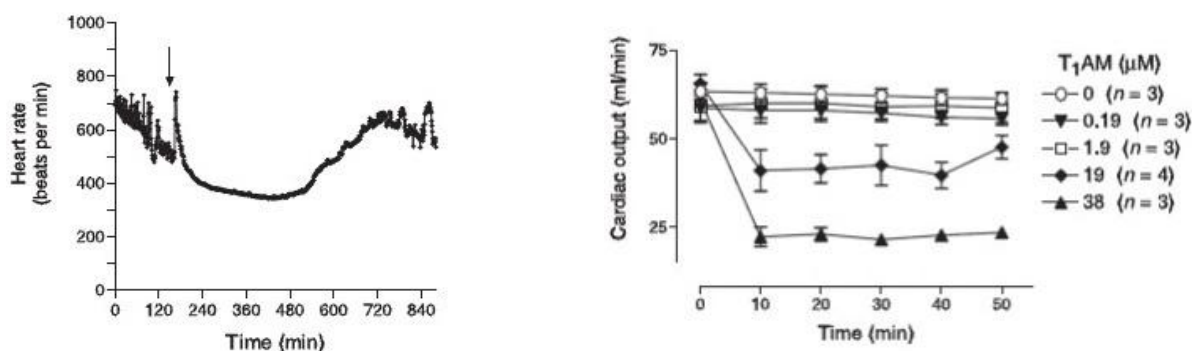 1000
800
600
400
200
0
Heart rate
(beats per min)
0 120 240 360 480 600 720 840
Time (min)
75
50
25
Cardiac output (ml/min)
0 10 20 30 40 50
Time (min)
T₁AM (μM)
0 (n = 3)
0.19 (n = 3)
1.9 (n = 3)
19 (n = 4)
38 (n = 3)